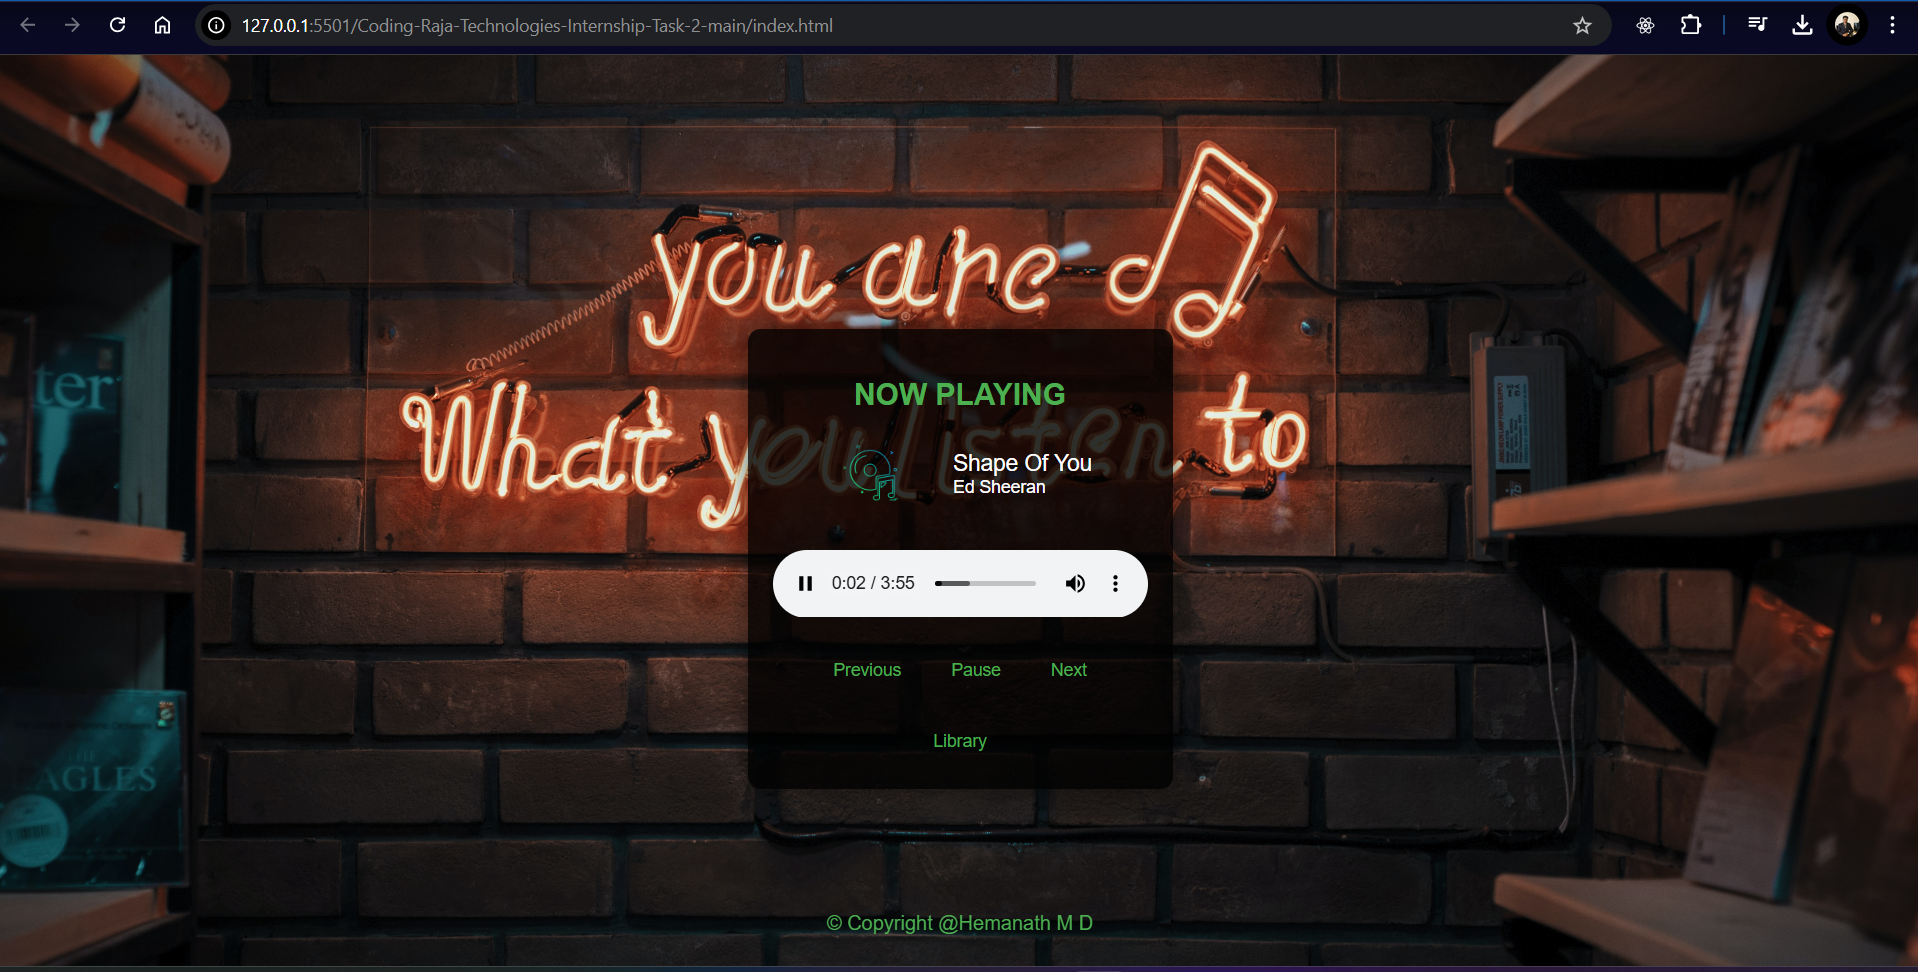 127.0.0.1:5501/Coding-Raja-Technologies-Internship-Task-2-main/index.html
you are
What you Listen to
NOW PLAYING
Shape Of You
Ed Sheeran
0:02 / 3:55
Previous Pause Next
Library
ter
EAGLES
© Copyright @Hemanath M D